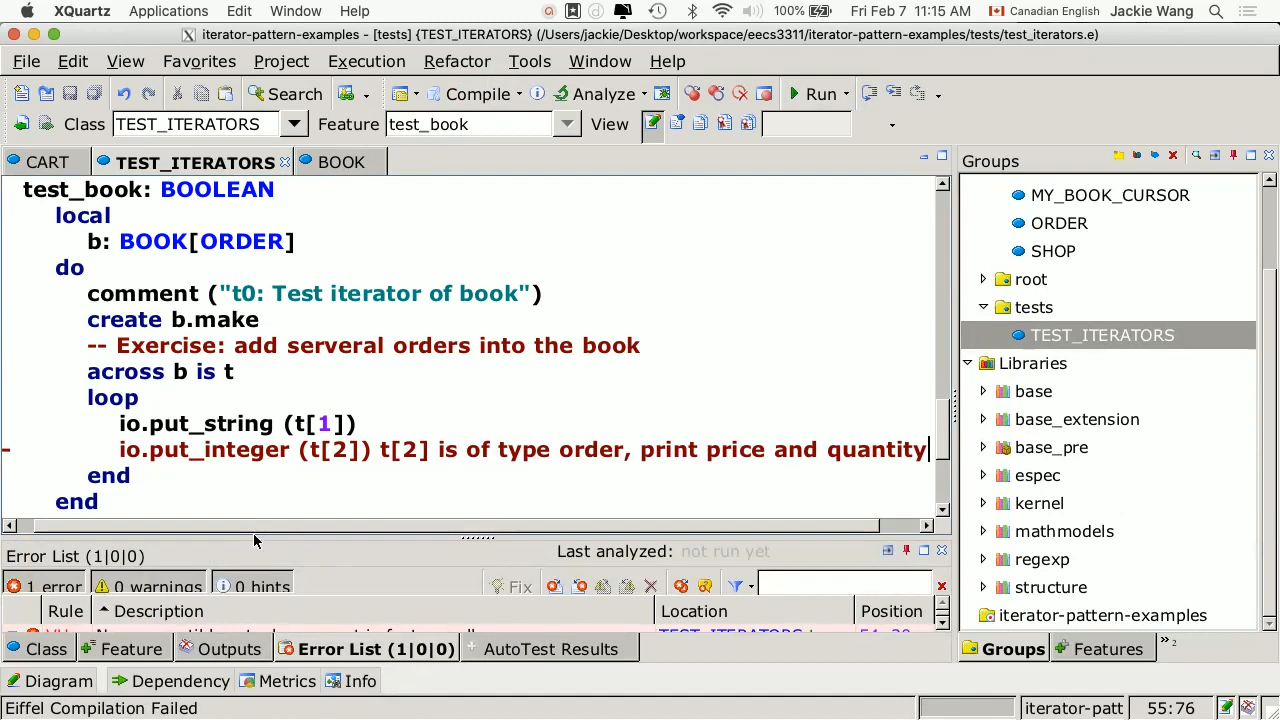 XQuartz Applications Edit Window Help 100% Fri Feb 7 11:15 AM Canadian English Jackie Wang
iterator-pattern-examples - [tests] {TEST_ITERATORS} (/Users/jackie/Desktop/workspace/eecs3311/iterator-pattern-examples/tests/test_iterators.e)
File Edit View Favorites Project Execution Refactor Tools Window Help
Search Compile Analyze Run
Class TEST_ITERATORS Feature test_book View
CART TEST_ITERATORS BOOK
Groups
test_book: BOOLEAN
local
b: BOOK[ORDER]
do
comment ("t0: Test iterator of book")
create b.make
-- Exercise: add serveral orders into the book
across b is t
loop
io.put_string (t[1])
- io.put_integer (t[2]) t[2] is of type order, print price and quantity
end
end
MY_BOOK_CURSOR
ORDER
SHOP
root
tests
TEST_ITERATORS
Libraries
base
base_extension
base_pre
espec
kernel
mathmodels
regexp
structure
iterator-pattern-examples
Error List (1|0|0) Last analyzed: not run yet
1 error 0 warnings 0 hints Fix
Rule Description Location Position
Class Feature Outputs Error List (1|0|0) AutoTest Results
Groups Features » 2
Diagram Dependency Metrics Info
Eiffel Compilation Failed iterator-patt 55:76